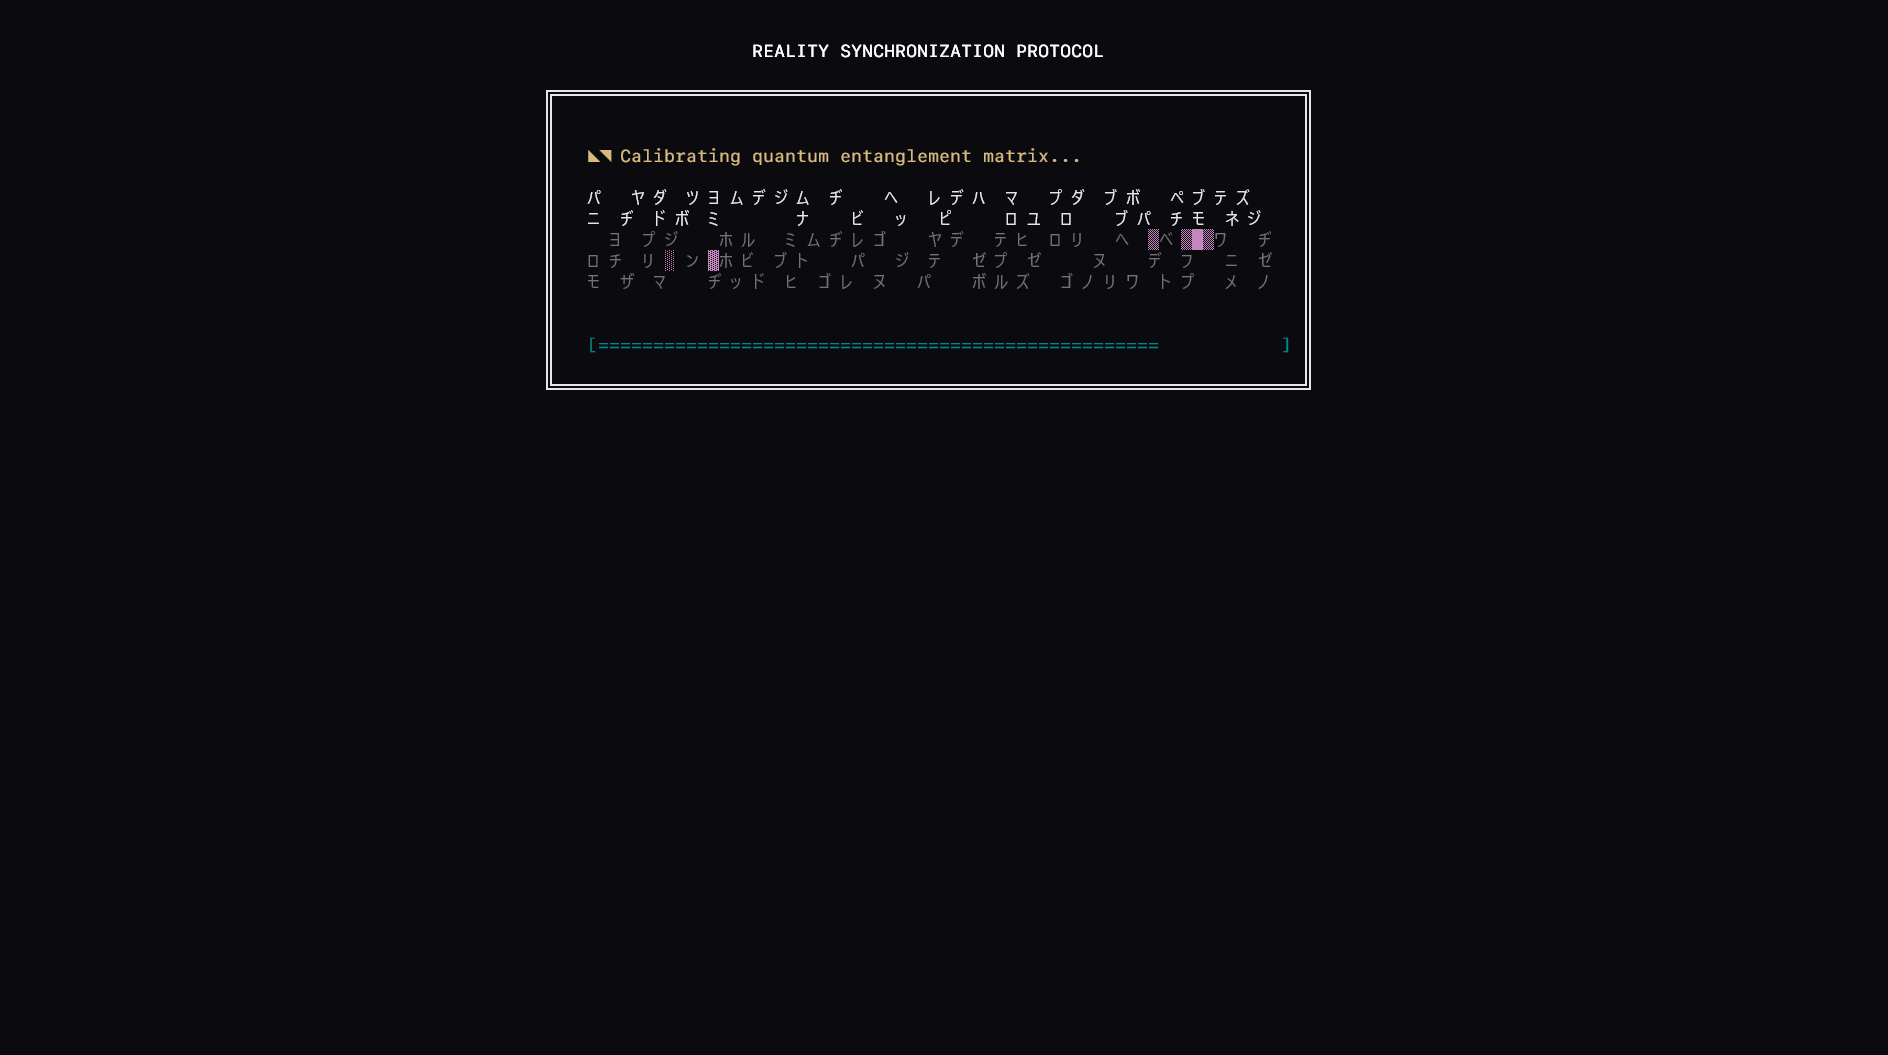 REALITY SYNCHRONIZATION PROTOCOL
◣◥ Calibrating quantum entanglement matrix...
パ ヤダ ツヨムデジム ヂ ヘ レデハ マ プダ ブボ ペブテズ
ニ ヂ ドボ ミ ナ ビ ッ ピ ロユ ロ ブパ チモ ネジ
ヨ プジ ホル ミムヂレゴ ヤデ テヒ ロリ ヘ ▒ベ ▒█▒ワ ヂ
ロチ リ░ ン ▓ホビ ブト パ ジ テ ゼプ ゼ ヌ デ フ ニ ゼ
モ ザ マ ヂッド ヒ ゴレ ヌ パ ボルズ ゴノリワ トプ メ ノ
[=================================================== ]